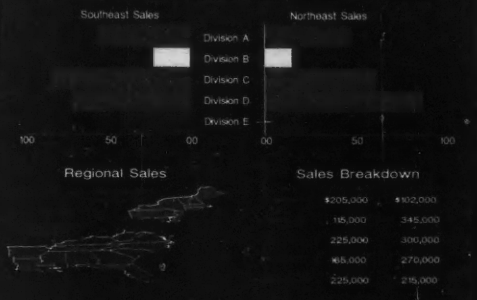 Southeast Sales Northeast Sales
Division A
Division B
Division C
Division D
Division E
100 50 00 00 50 100
Regional Sales Sales Breakdown
$205,000 $102,000
115,000 345,000
225,000 300,000
165,000 270,000
225,000 215,000